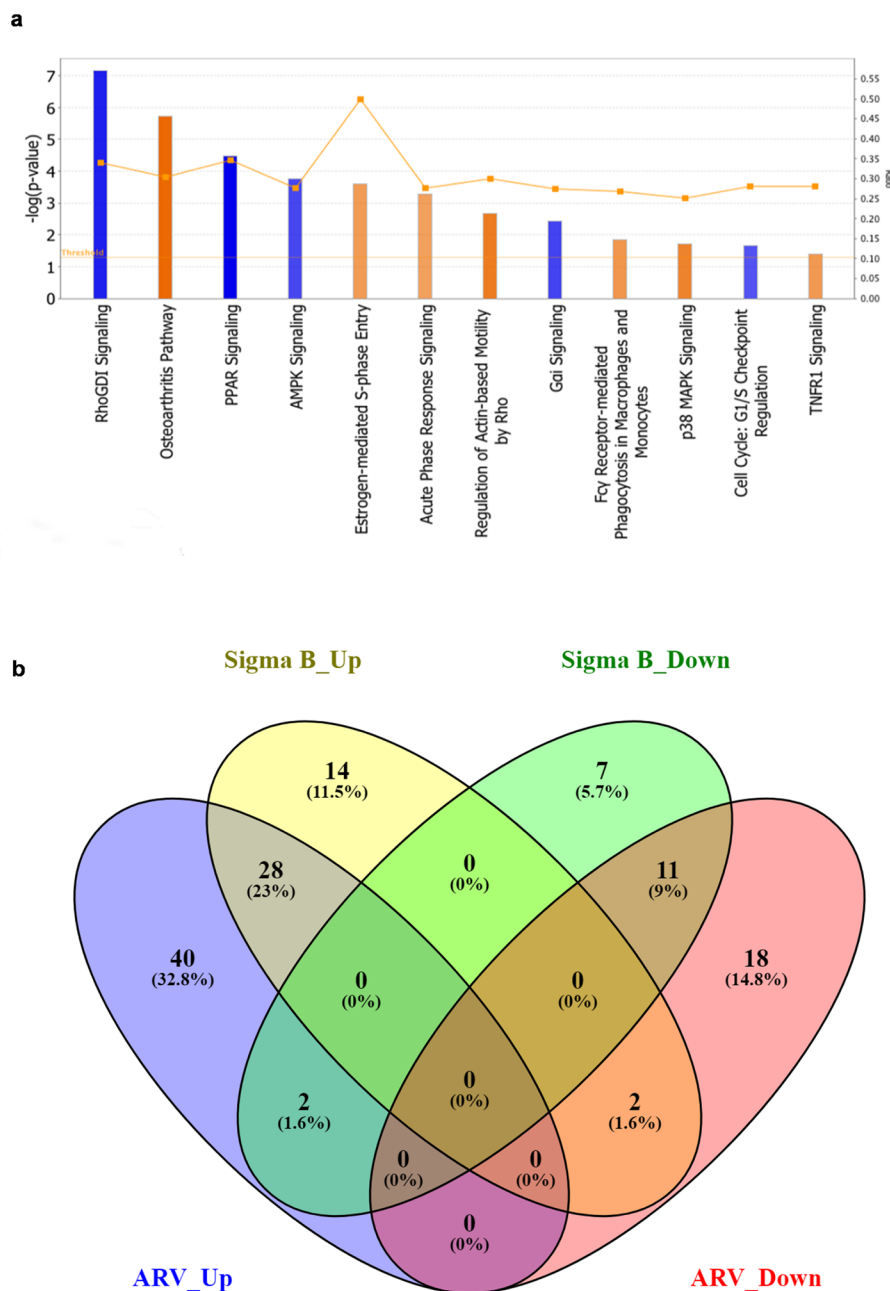 a
7
6
5
4
3
2
1
0
-log(p-value)
Threshold
0.55
0.50
0.45
0.40
0.35
0.30
0.25
0.20
0.15
0.10
0.05
0.00
Ratio
RhoGDI Signaling
Osteoarthritis Pathway
PPAR Signaling
AMPK Signaling
Estrogen-mediated S-phase Entry
Acute Phase Response Signaling
Regulation of Actin-based Motility
by Rho
Gαi Signaling
Fcγ Receptor-mediated
Phagocytosis in Macrophages and
Monocytes
p38 MAPK Signaling
Cell Cycle: G1/S Checkpoint
Regulation
TNFR1 Signaling
b
Sigma B_Up
Sigma B_Down
14
(11.5%)
7
(5.7%)
28
(23%)
0
(0%)
11
(9%)
40
(32.8%)
0
(0%)
0
(0%)
18
(14.8%)
2
(1.6%)
0
(0%)
2
(1.6%)
0
(0%)
0
(0%)
0
(0%)
ARV_Up
ARV_Down